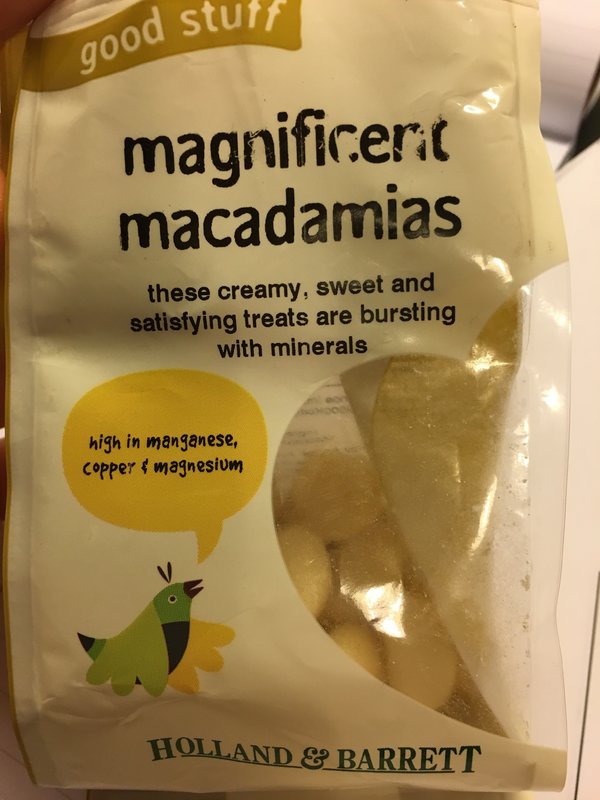 good stuff
magnificent
macadamias
these creamy, sweet and
satisfying treats are bursting
with minerals
high in manganese,
copper & magnesium
HOLLAND & BARRETT